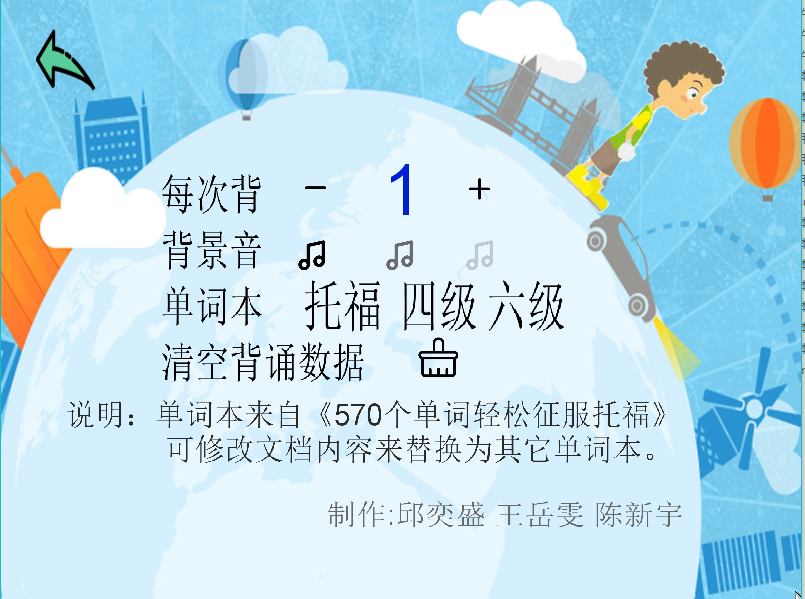 每次背 - 1 +
背景音
单词本 托福 四级 六级
清空背诵数据
说明：单词本来自《570个单词轻松征服托福》
可修改文档内容来替换为其它单词本。
制作:邱奕盛 王岳雯 陈新宇